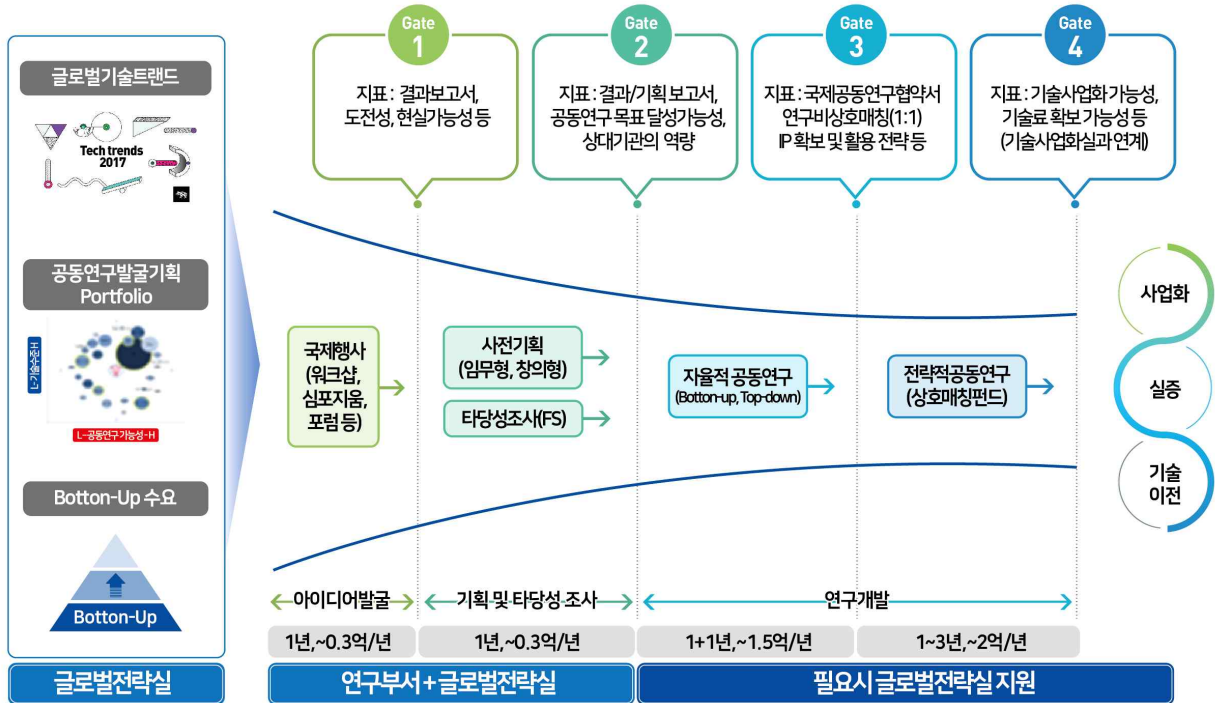 글로벌기술트랜드
Tech trends
2017
공동연구발굴기획
Portfolio
L-기술수준H
L-공동연구가능성-H
Botton-Up 수요
Botton-Up
글로벌전략실
Gate
1
지표 : 결과보고서,
도전성, 현실가능성 등
Gate
2
지표 : 결과/기획 보고서,
공동연구 목표 달성가능성,
상대기관의 역량
Gate
3
지표 : 국제공동연구협약서
연구비상호매칭(1:1)
IP 확보 및 활용 전략 등
Gate
4
지표 : 기술사업화 가능성,
기술료 확보 가능성 등
(기술사업화실과 연계)
국제행사
(워크샵,
심포지움,
포럼 등)
사전기획
(임무형, 창의형)
타당성조사(FS)
자율적 공동연구
(Botton-up, Top-down)
전략적공동연구
(상호매칭펀드)
사업화
실증
기술
이전
아이디어발굴
기획 및 타당성 조사
연구개발
1년,~0.3억/년
1년,~0.3억/년
1+1년,~1.5억/년
1~3년,~2억/년
연구부서 + 글로벌전략실
필요시 글로벌전략실 지원